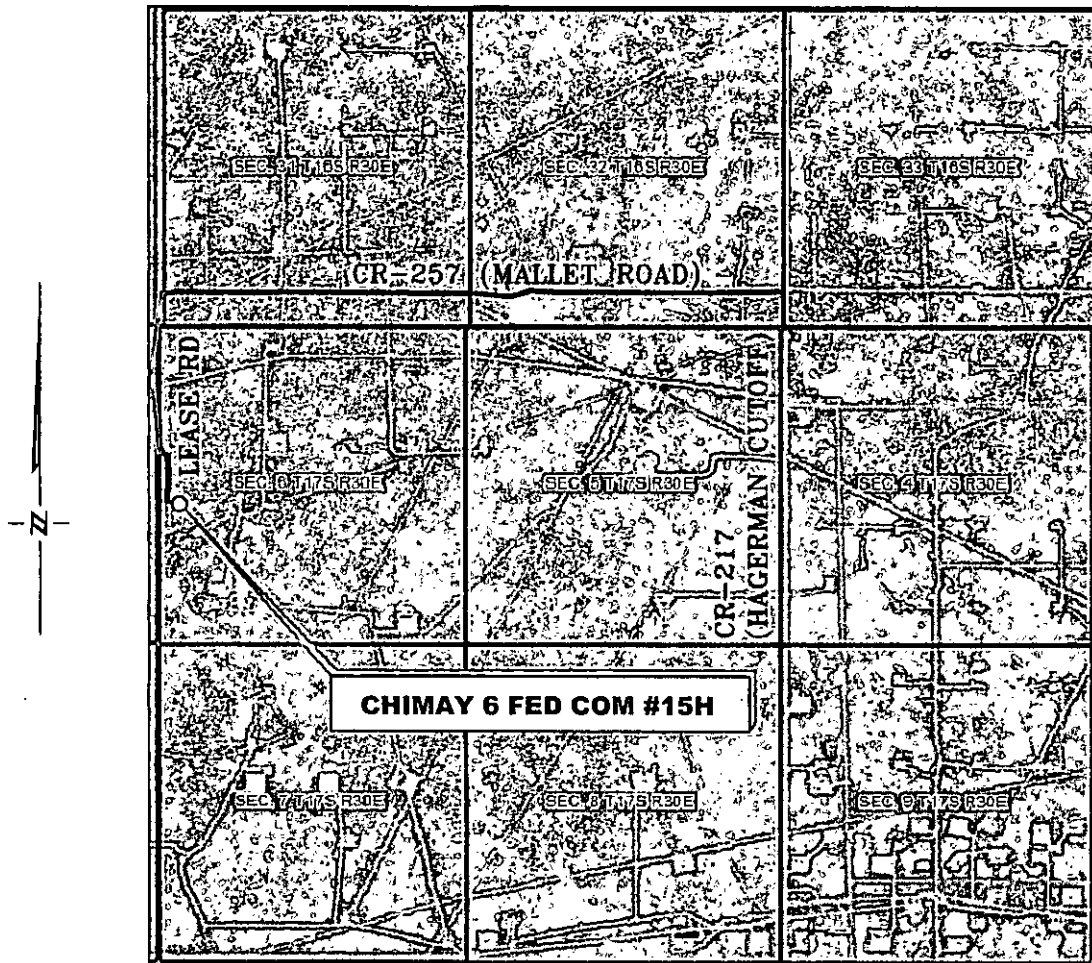 SEC. 31 T16S R30E
SEC. 32 T16S R30E
SEC. 33 T16S R30E
CR-257 (MALLET ROAD)
LEASE RD
SEC. 6 T17S R30E
SEC. 5 T17S R30E
CR-217
(HAGERMAN CUTOFF)
SEC. 4 T17S R30E
N
CHIMAY 6 FED COM #15H
SEC. 7 T17S R30E
SEC. 8 T17S R30E
SEC. 9 T17S R30E